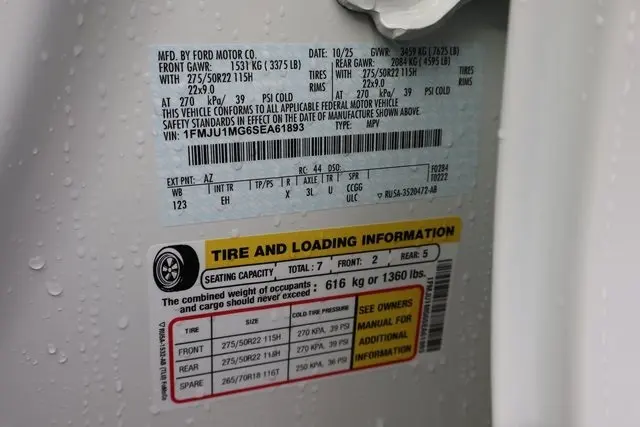 MFD. BY FORD MOTOR CO. DATE: 10/25 GVWR: 3459 KG ( 7625 LB)
FRONT GAWR: 1531 KG ( 3375 LB) REAR GAWR: 2084 KG ( 4595 LB)
WITH 275/50R22 115H TIRES WITH 275/50R22 115H TIRES
22x9.0 RIMS 22x9.0 RIMS
AT 270 kPa/ 39 PSI COLD AT 270 kPa/ 39 PSI COLD
THIS VEHICLE CONFORMS TO ALL APPLICABLE FEDERAL MOTOR VEHICLE
SAFETY STANDARDS IN EFFECT ON THE DATE OF MANUFACTURE SHOWN ABOVE.
VIN: 1FMJU1MG6SEA61893 TYPE: MPV
EXT PNT: AZ RC: 44 DSO: F0284
T0222
WB INT TR TP/PS R AXLE TR SPR
123 EH X 3L U CCGG
ULC ▽ RU5A-3520472-AB
TIRE AND LOADING INFORMATION
SEATING CAPACITY TOTAL: 7 FRONT: 2 REAR: 5
The combined weight of occupants
and cargo should never exceed : 616 kg or 1360 lbs.
TIRE SIZE COLD TIRE PRESSURE
FRONT 275/50R22 115H 270 KPA, 39 PSI
REAR 275/50R22 115H 270 KPA, 39 PSI
SPARE 265/70R18 116T 250 KPA, 36 PSI
SEE OWNERS
MANUAL FOR
ADDITIONAL
INFORMATION
1FMJU1MG6SEA61893